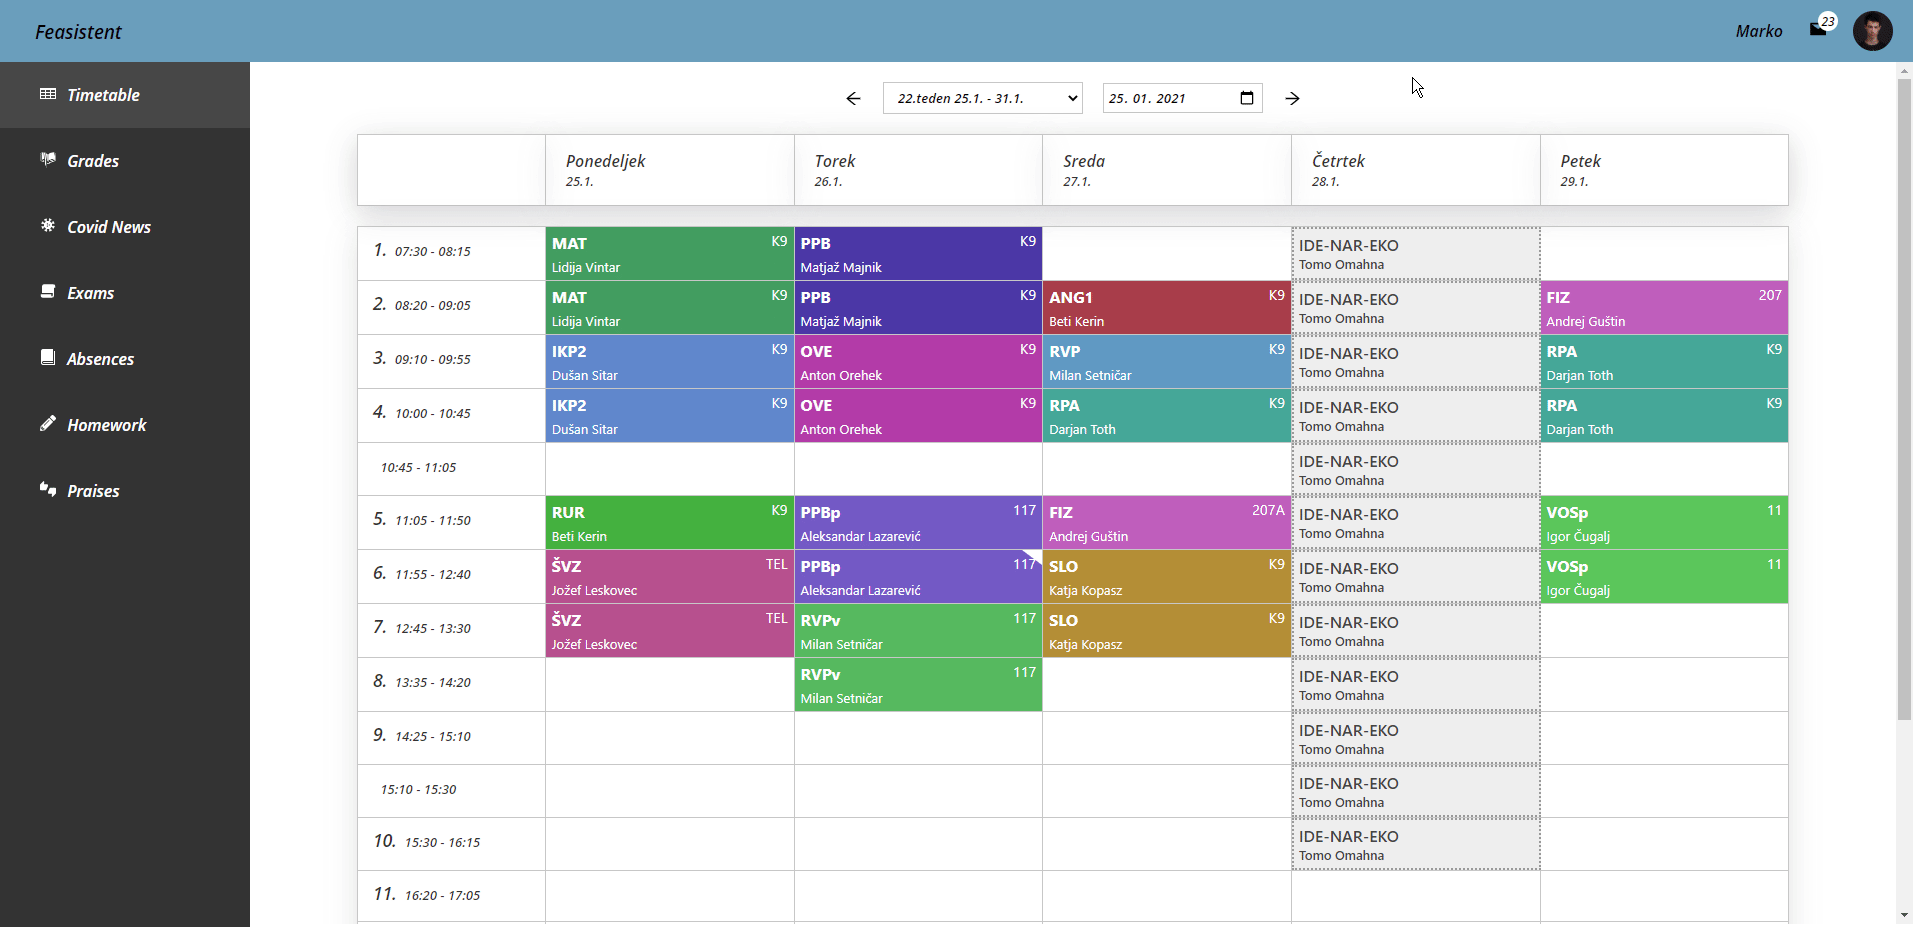 Feasistent
Marko
23
Timetable
Grades
Covid News
Exams
Absences
Homework
Praises
22.teden 25.1. - 31.1.
25. 01. 2021
Ponedeljek
25.1.
Torek
26.1.
Sreda
27.1.
Četrtek
28.1.
Petek
29.1.
1. 07:30 - 08:15
MAT K9
Lidija Vintar
PPB K9
Matjaž Majnik
IDE-NAR-EKO
Tomo Omahna
2. 08:20 - 09:05
MAT K9
Lidija Vintar
PPB K9
Matjaž Majnik
ANG1 K9
Beti Kerin
IDE-NAR-EKO
Tomo Omahna
FIZ 207
Andrej Guštin
3. 09:10 - 09:55
IKP2 K9
Dušan Sitar
OVE K9
Anton Orehek
RVP K9
Milan Setničar
IDE-NAR-EKO
Tomo Omahna
RPA K9
Darjan Toth
4. 10:00 - 10:45
IKP2 K9
Dušan Sitar
OVE K9
Anton Orehek
RPA K9
Darjan Toth
IDE-NAR-EKO
Tomo Omahna
RPA K9
Darjan Toth
10:45 - 11:05
IDE-NAR-EKO
Tomo Omahna
5. 11:05 - 11:50
RUR K9
Beti Kerin
PPBp 117
Aleksandar Lazarević
FIZ 207A
Andrej Guštin
IDE-NAR-EKO
Tomo Omahna
VOSp 11
Igor Čugalj
6. 11:55 - 12:40
ŠVZ TEL
Jožef Leskovec
PPBp 117
Aleksandar Lazarević
SLO K9
Katja Kopasz
IDE-NAR-EKO
Tomo Omahna
VOSp 11
Igor Čugalj
7. 12:45 - 13:30
ŠVZ TEL
Jožef Leskovec
RVPv 117
Milan Setničar
SLO K9
Katja Kopasz
IDE-NAR-EKO
Tomo Omahna
8. 13:35 - 14:20
RVPv 117
Milan Setničar
IDE-NAR-EKO
Tomo Omahna
9. 14:25 - 15:10
IDE-NAR-EKO
Tomo Omahna
15:10 - 15:30
IDE-NAR-EKO
Tomo Omahna
10. 15:30 - 16:15
IDE-NAR-EKO
Tomo Omahna
11. 16:20 - 17:05